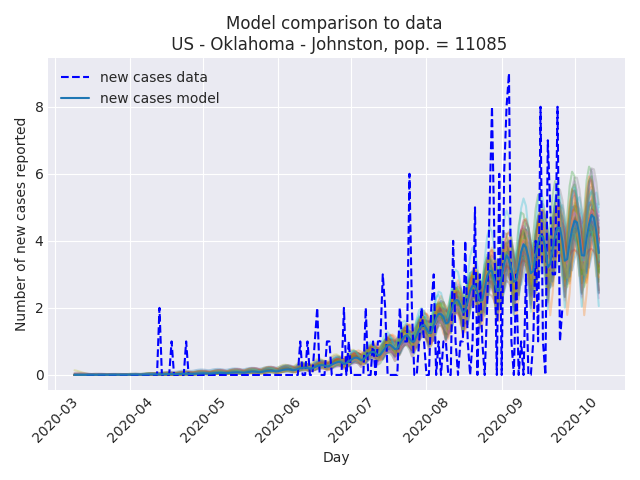 Model comparison to data
US - Oklahoma - Johnston, pop. = 11085
new cases data
new cases model
Number of new cases reported
8
6
4
2
0
2020-03
2020-04
2020-05
2020-06
2020-07
2020-08
2020-09
2020-10
Day